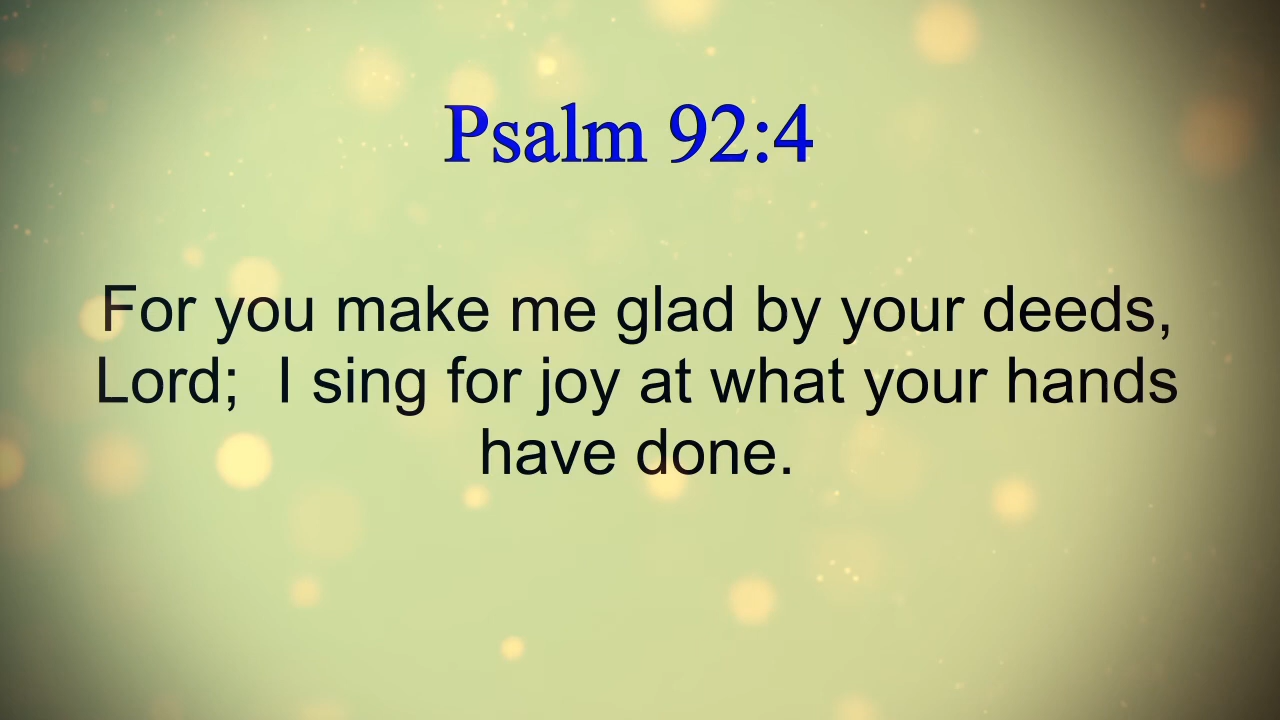 Psalm 92:4
For you make me glad by your deeds,
Lord;  I sing for joy at what your hands
have done.